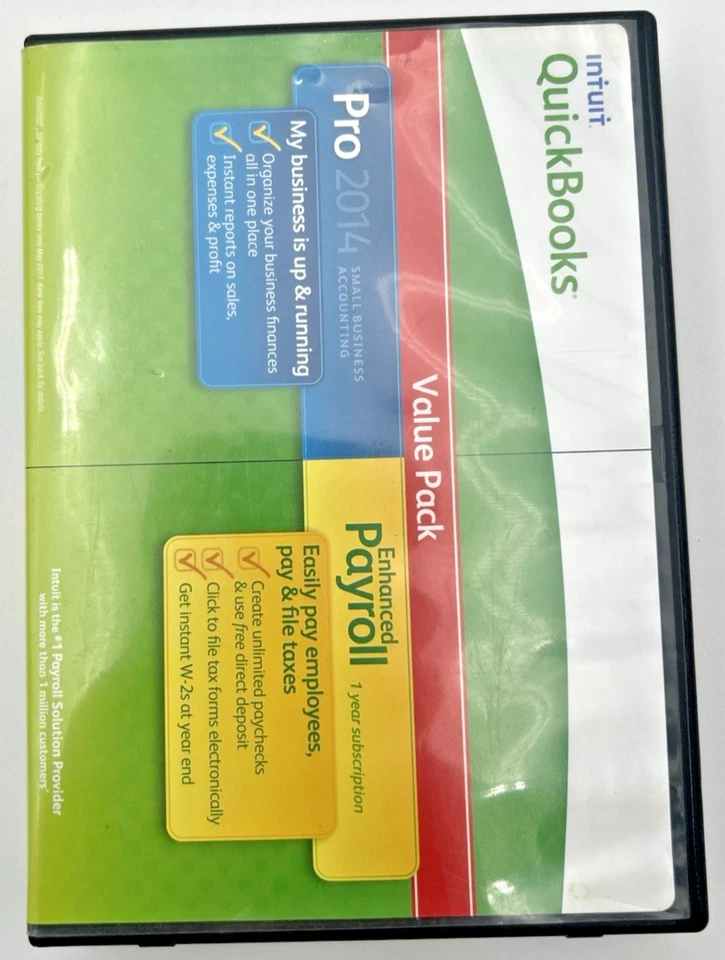 intuit
QuickBooks®
Value Pack
Pro 2014 SMALL BUSINESS
ACCOUNTING
My business is up & running
Organize your business finances
all in one place
Instant reports on sales,
expenses & profit
Enhanced
Payroll 1 year subscription
Easily pay employees,
pay & file taxes
Create unlimited paychecks
& use free direct deposit
Click to file tax forms electronically
Get instant W-2s at year end
Intuit is the #1 Payroll Solution Provider
with more than 1 million customers*